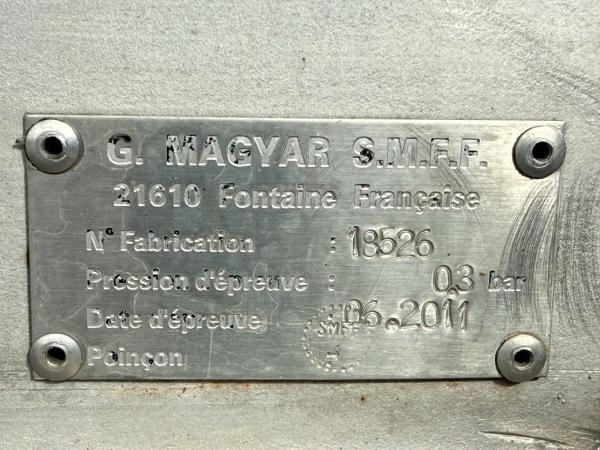 G. MAGYAR S.M.F.F.
21610 Fontaine Française
N° Fabrication : 18526
Pression d'épreuve : 0,3 bar
Date d'épreuve : 06.2011
Poinçon SMFF